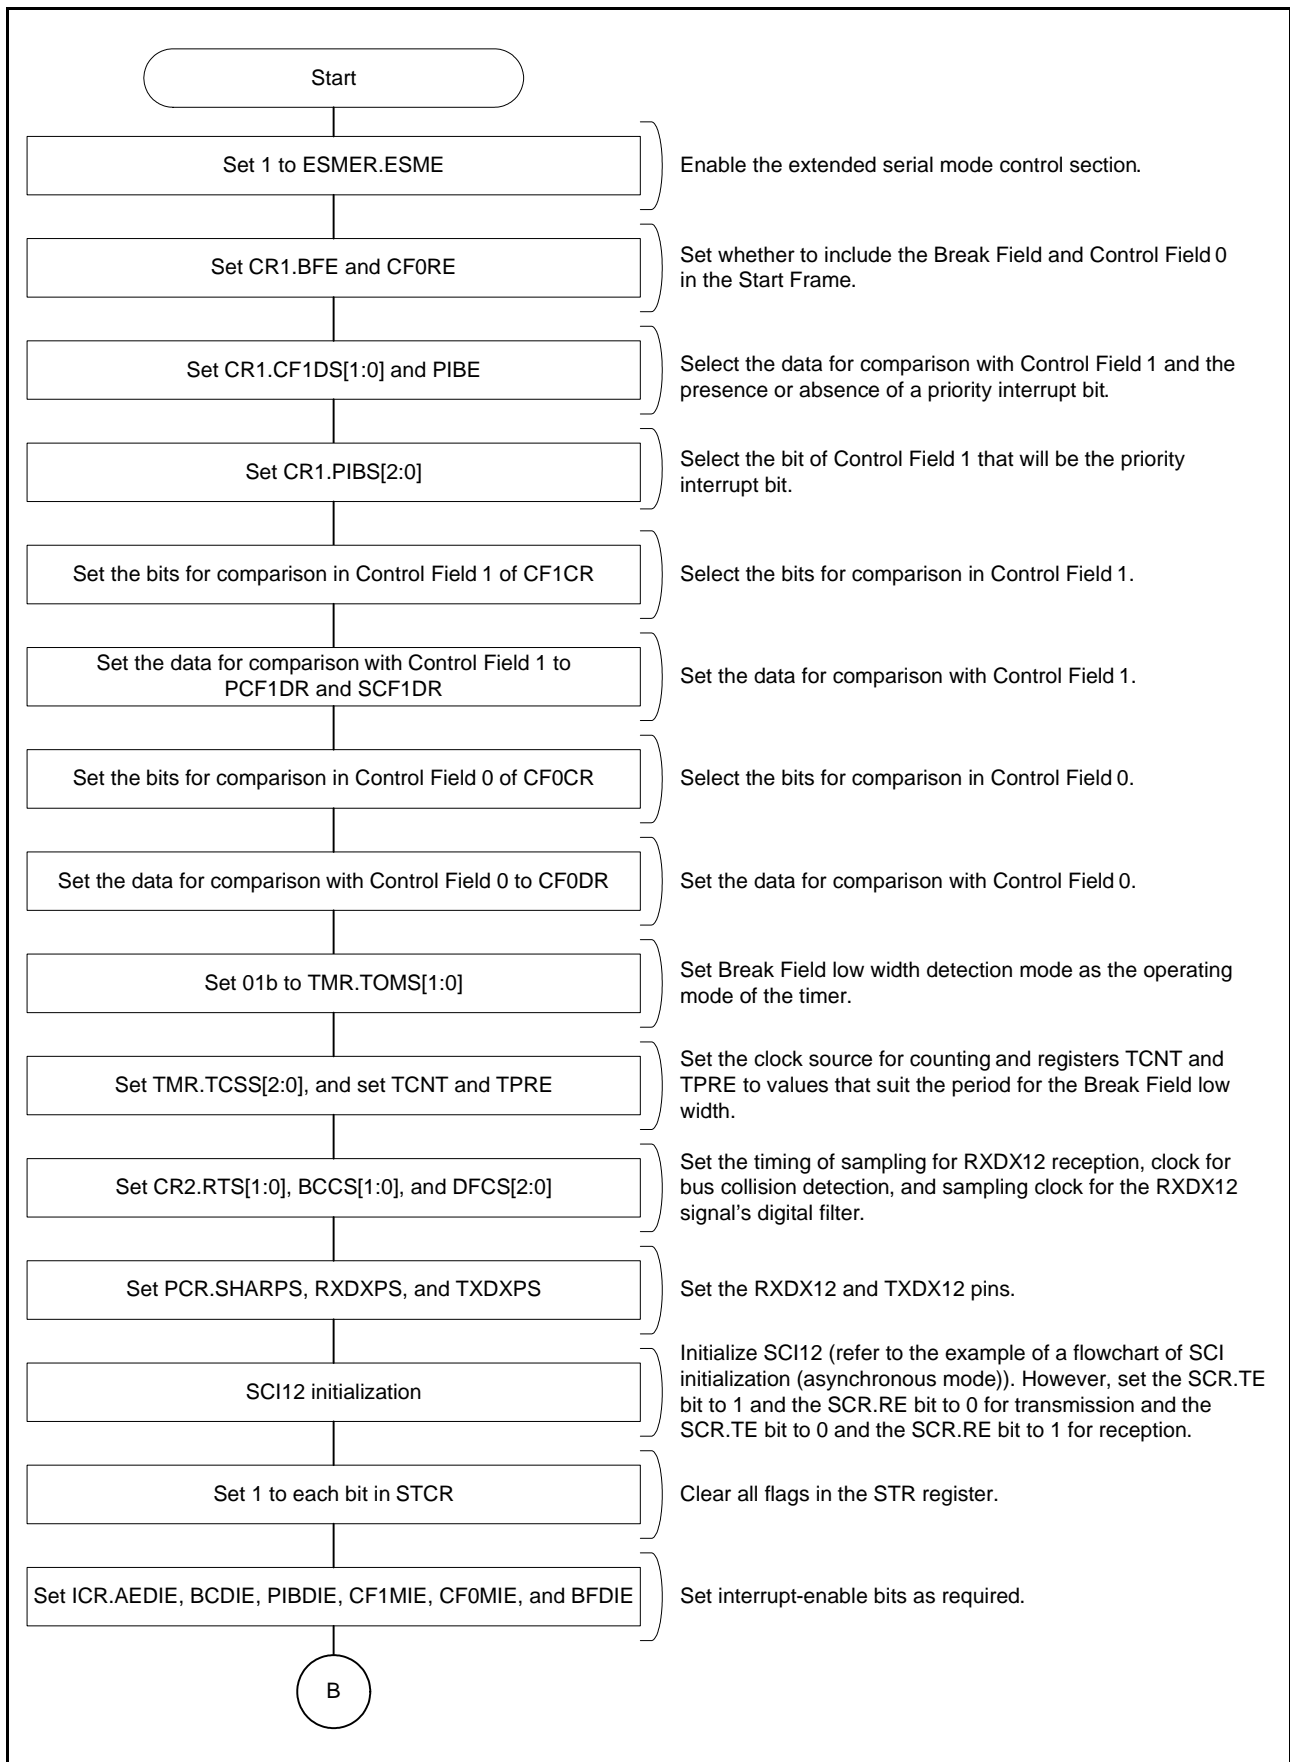 Start
Set 1 to ESMER.ESME
Enable the extended serial mode control section.
Set CR1.BFE and CF0RE
Set whether to include the Break Field and Control Field 0
in the Start Frame.
Set CR1.CF1DS[1:0] and PIBE
Select the data for comparison with Control Field 1 and the
presence or absence of a priority interrupt bit.
Set CR1.PIBS[2:0]
Select the bit of Control Field 1 that will be the priority
interrupt bit.
Set the bits for comparison in Control Field 1 of CF1CR
Select the bits for comparison in Control Field 1.
Set the data for comparison with Control Field 1 to
PCF1DR and SCF1DR
Set the data for comparison with Control Field 1.
Set the bits for comparison in Control Field 0 of CF0CR
Select the bits for comparison in Control Field 0.
Set the data for comparison with Control Field 0 to CF0DR
Set the data for comparison with Control Field 0.
Set 01b to TMR.TOMS[1:0]
Set Break Field low width detection mode as the operating
mode of the timer.
Set TMR.TCSS[2:0], and set TCNT and TPRE
Set the clock source for counting and registers TCNT and
TPRE to values that suit the period for the Break Field low
width.
Set CR2.RTS[1:0], BCCS[1:0], and DFCS[2:0]
Set the timing of sampling for RXDX12 reception, clock for
bus collision detection, and sampling clock for the RXDX12
signal's digital filter.
Set PCR.SHARPS, RXDXPS, and TXDXPS
Set the RXDX12 and TXDX12 pins.
SCI12 initialization
Initialize SCI12 (refer to the example of a flowchart of SCI
initialization (asynchronous mode)). However, set the SCR.TE
bit to 1 and the SCR.RE bit to 0 for transmission and the
SCR.TE bit to 0 and the SCR.RE bit to 1 for reception.
Set 1 to each bit in STCR
Clear all flags in the STR register.
Set ICR.AEDIE, BCDIE, PIBDIE, CF1MIE, CF0MIE, and BFDIE
Set interrupt-enable bits as required.
B